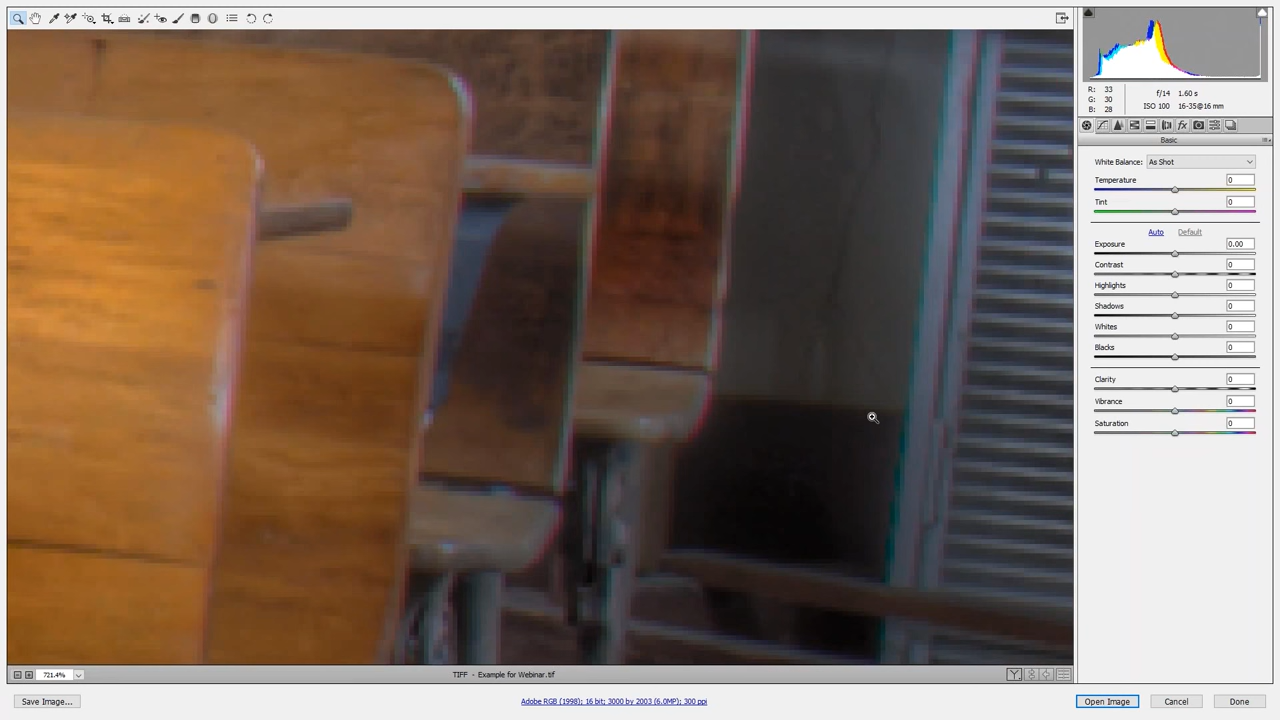 R: 33
G: 30
B: 28
f/14 1.60 s
ISO 100 16-35@16 mm
Basic
White Balance: As Shot
Temperature 0
Tint 0
Auto Default
Exposure 0.00
Contrast 0
Highlights 0
Shadows 0
Whites 0
Blacks 0
Clarity 0
Vibrance 0
Saturation 0
721.4% TIFF - Example for Webinar.tif
Save Image... Adobe RGB (1998); 16 bit; 3000 by 2003 (6.0MP); 300 ppi Open Image Cancel Done